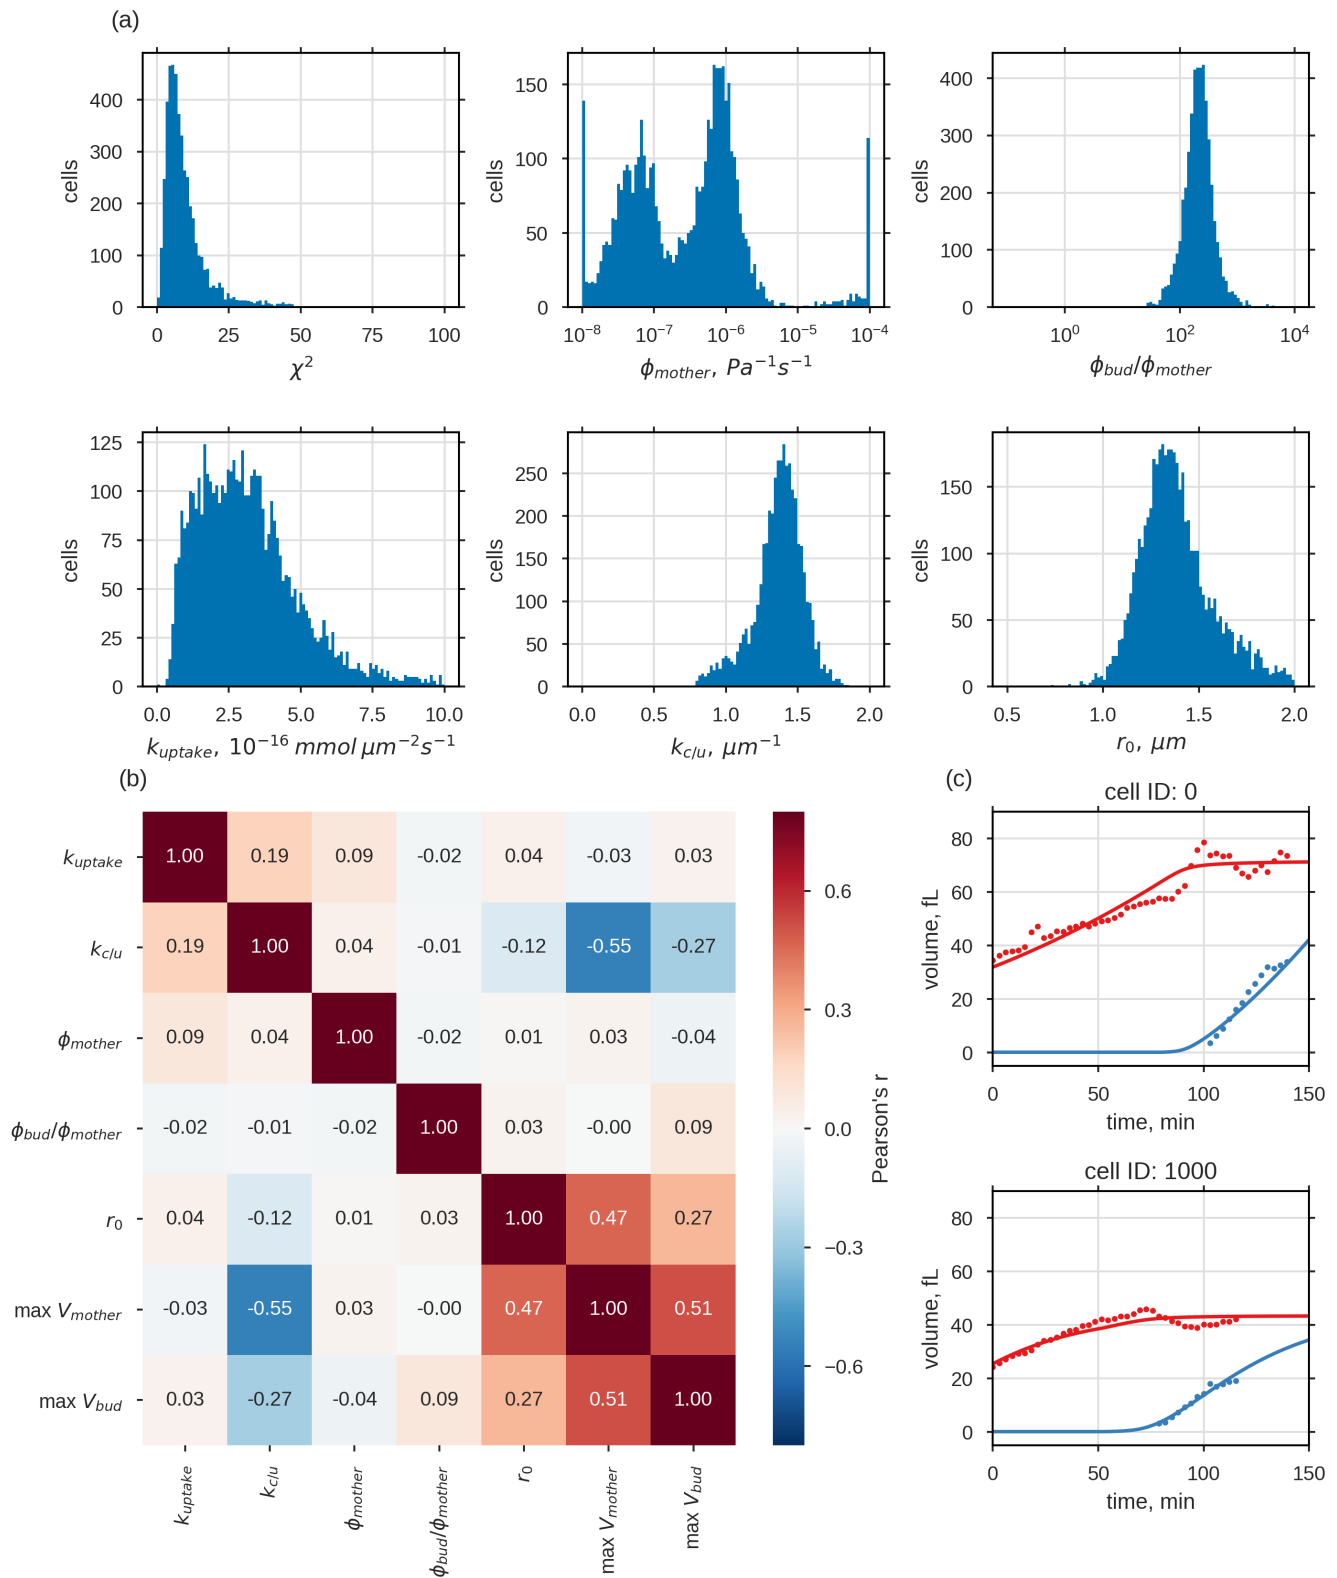 (a)
400
300
200
100
0
cells
0 25 50 75 100
χ²
150
100
50
0
cells
10⁻⁸ 10⁻⁷ 10⁻⁶ 10⁻⁵ 10⁻⁴
ϕmother, Pa⁻¹s⁻¹
400
300
200
100
0
cells
10⁰ 10² 10⁴
ϕbud/ϕmother
125
100
75
50
25
0
cells
0.0 2.5 5.0 7.5 10.0
kuptake, 10⁻¹⁶ mmol μm⁻²s⁻¹
250
200
150
100
50
0
cells
0.0 0.5 1.0 1.5 2.0
kc/u, μm⁻¹
150
100
50
0
cells
0.5 1.0 1.5 2.0
r₀, μm
(b)
kuptake 1.00 0.19 0.09 -0.02 0.04 -0.03 0.03
kc/u 0.19 1.00 0.04 -0.01 -0.12 -0.55 -0.27
ϕmother 0.09 0.04 1.00 -0.02 0.01 0.03 -0.04
ϕbud/ϕmother -0.02 -0.01 -0.02 1.00 0.03 -0.00 0.09
r₀ 0.04 -0.12 0.01 0.03 1.00 0.47 0.27
max Vmother -0.03 -0.55 0.03 -0.00 0.47 1.00 0.51
max Vbud 0.03 -0.27 -0.04 0.09 0.27 0.51 1.00
kuptake kc/u ϕmother ϕbud/ϕmother r₀ max Vmother max Vbud
0.6
0.3
0.0
−0.3
−0.6
Pearson's r
(c)
cell ID: 0
80
60
40
20
0
volume, fL
0 50 100 150
time, min
cell ID: 1000
80
60
40
20
0
volume, fL
0 50 100 150
time, min